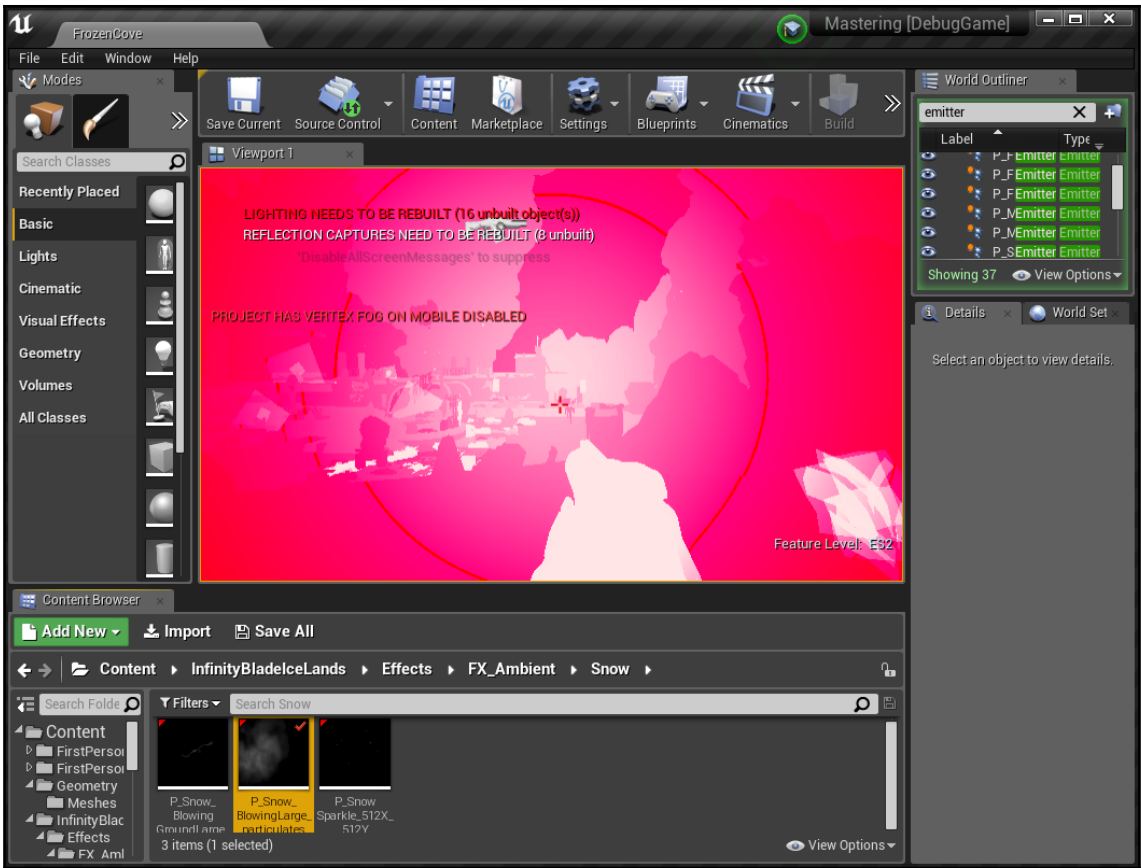 FrozenCove
Mastering [DebugGame]
File Edit Window Help
Modes
Search Classes
Recently Placed
Basic
Lights
Cinematic
Visual Effects
Geometry
Volumes
All Classes
Save Current Source Control Content Marketplace Settings Blueprints Cinematics Build
Viewport 1
LIGHTING NEEDS TO BE REBUILT (16 unbuilt object(s))
REFLECTION CAPTURES NEED TO BE REBUILT (8 unbuilt)
'DisableAllScreenMessages' to suppress
PROJECT HAS VERTEX FOG ON MOBILE DISABLED
Feature Level: ES2
World Outliner
emitter
Label Type
P_FEmitter Emitter
P_FEmitter Emitter
P_FEmitter Emitter
P_MEmitter Emitter
P_MEmitter Emitter
P_SEmitter Emitter
Showing 37 View Options
Details World Set
Select an object to view details.
Content Browser
Add New Import Save All
Content InfinityBladeIceLands Effects FX_Ambient Snow
Search Folde
Filters Search Snow
Content
FirstPerson
FirstPerson
Geometry
Meshes
InfinityBlac
Effects
FX_Aml
P_Snow_
Blowing
GroundLarge
P_Snow_
BlowingLarge_
particulates
P_Snow
Sparkle_512X_
512Y
3 items (1 selected)
View Options